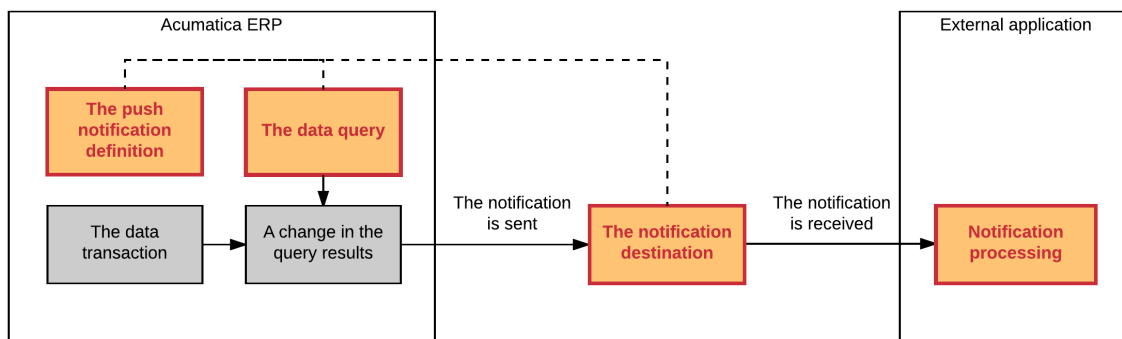 Acumatica ERP
External application
The push
notification
definition
The data query
The notification
is sent
The notification
is received
The data
transaction
A change in the
query results
The notification
destination
Notification
processing